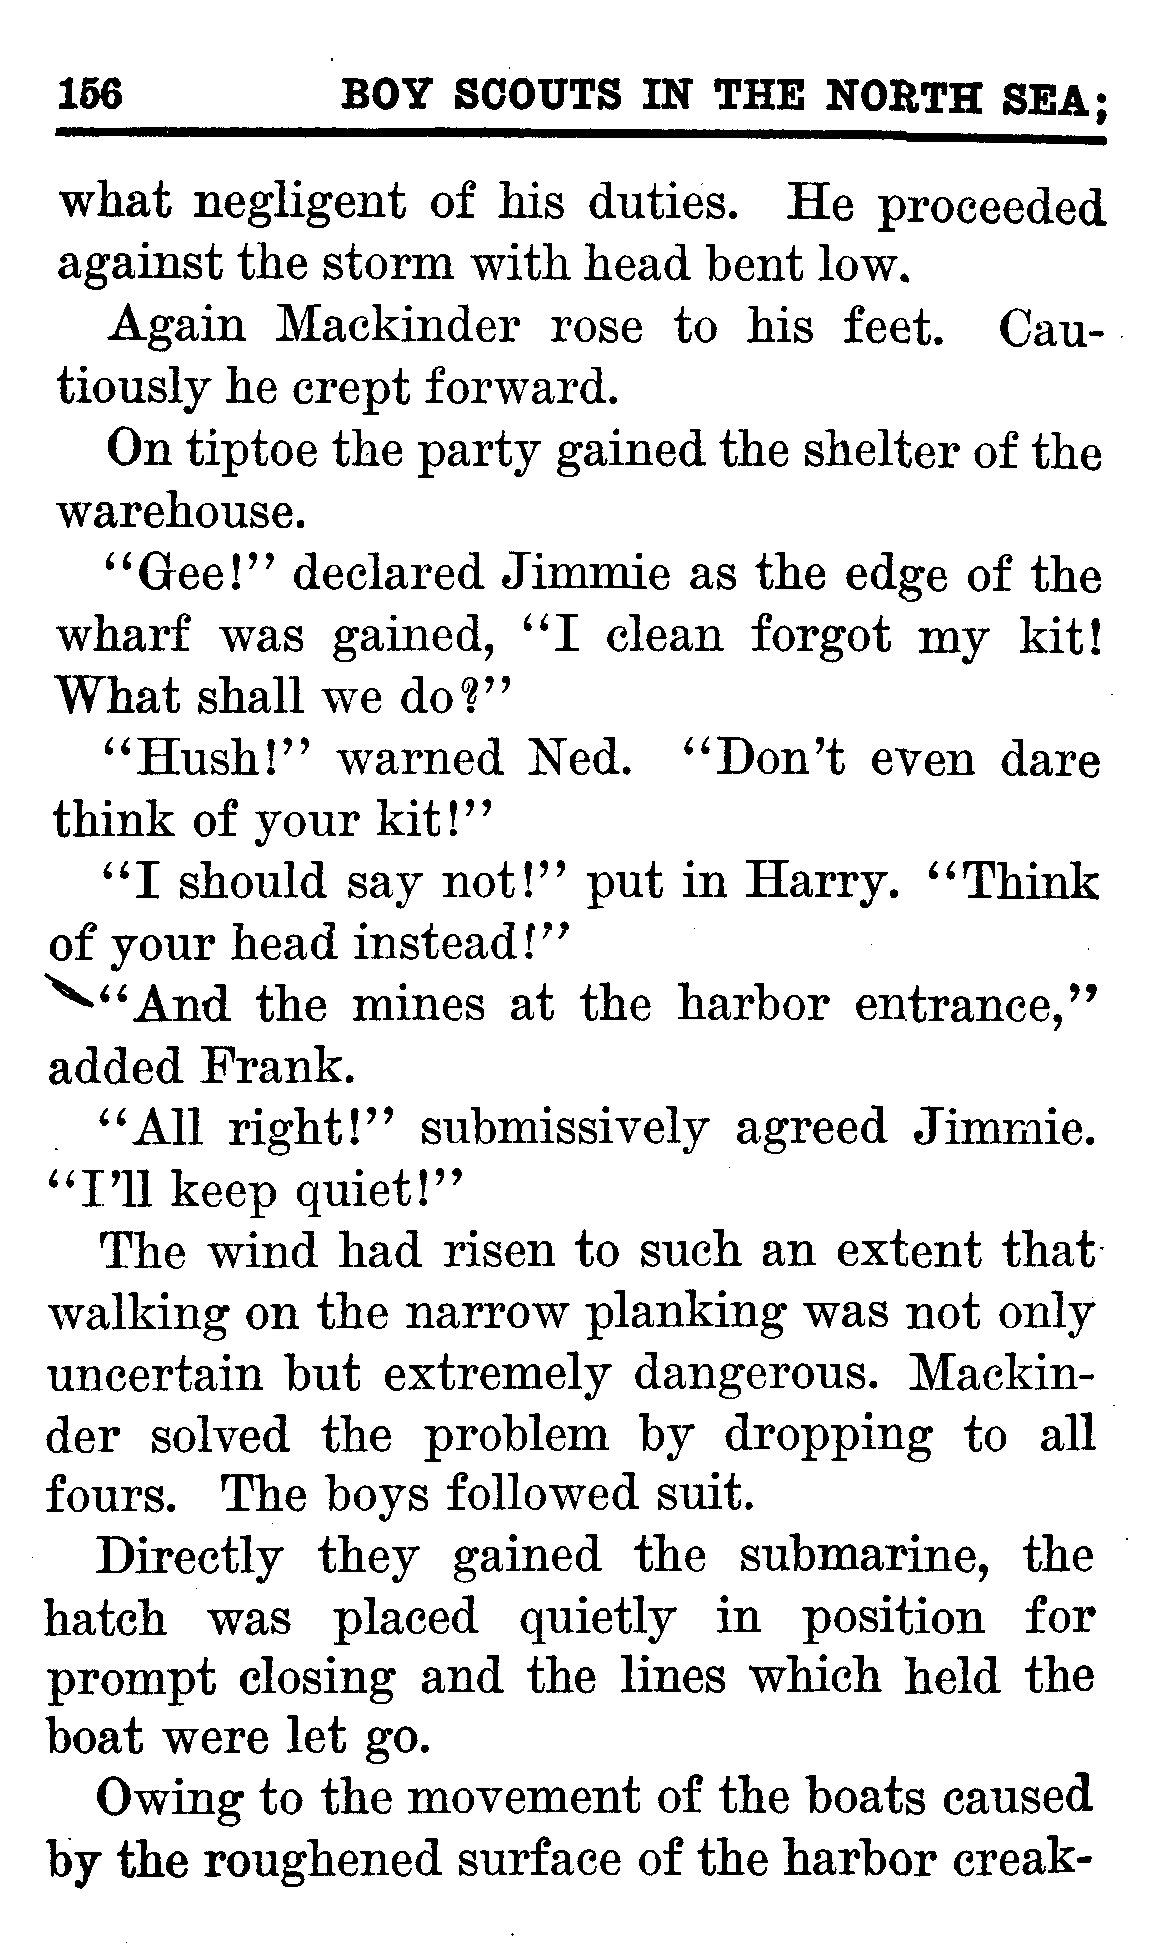 156 BOY SCOUTS IN THE NORTH SEA;
what negligent of his duties. He proceeded
against the storm with head bent low.
Again Mackinder rose to his feet. Cau-
tiously he crept forward.
On tiptoe the party gained the shelter of the
warehouse.
"Gee!" declared Jimmie as the edge of the
wharf was gained, "I clean forgot my kit!
What shall we do?"
"Hush!" warned Ned. "Don't even dare
think of your kit!"
"I should say not!" put in Harry. "Think
of your head instead!"
"And the mines at the harbor entrance,"
added Frank.
"All right!" submissively agreed Jimmie.
"I'll keep quiet!"
The wind had risen to such an extent that
walking on the narrow planking was not only
uncertain but extremely dangerous. Mackin-
der solved the problem by dropping to all
fours. The boys followed suit.
Directly they gained the submarine, the
hatch was placed quietly in position for
prompt closing and the lines which held the
boat were let go.
Owing to the movement of the boats caused
by the roughened surface of the harbor creak-